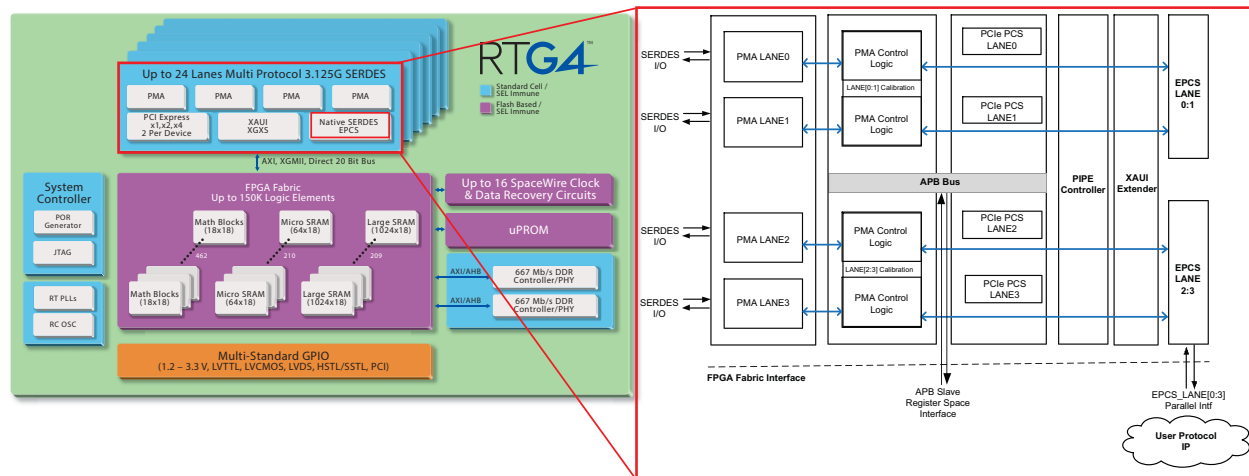 RTG4™
Standard Cell /
SEL Immune
Flash Based /
SEL Immune
Up to 24 Lanes Multi Protocol 3.125G SERDES
PMA
PMA
PMA
PMA
PCI Express
x1,x2,x4
2 Per Device
XAUI
XGXS
Native SERDES
EPCS
AXI, XGMII, Direct 20 Bit Bus
System
Controller
POR
Generator
JTAG
RT PLLs
RC OSC
FPGA Fabric
Up to 150K Logic Elements
Math Blocks
(18x18)
Micro SRAM
(64x18)
Large SRAM
(1024x18)
462
210
209
Math Blocks
(18x18)
Micro SRAM
(64x18)
Large SRAM
(1024x18)
Up to 16 SpaceWire Clock
& Data Recovery Circuits
uPROM
AXI/AHB
667 Mb/s DDR
Controller/PHY
AXI/AHB
667 Mb/s DDR
Controller/PHY
Multi-Standard GPIO
(1.2 – 3.3 V, LVTTL, LVCMOS, LVDS, HSTL/SSTL, PCI)
SERDES
I/O
PMA LANE0
PMA Control
Logic
PCIe PCS
LANE0
LANE[0:1] Calibration
SERDES
I/O
PMA LANE1
PMA Control
Logic
PCIe PCS
LANE1
EPCS
LANE
0:1
APB Bus
PIPE
Controller
XAUI
Extender
SERDES
I/O
PMA LANE2
PMA Control
Logic
PCIe PCS
LANE2
LANE[2:3] Calibration
SERDES
I/O
PMA LANE3
PMA Control
Logic
PCIe PCS
LANE3
EPCS
LANE
2:3
FPGA Fabric Interface
APB Slave
Register Space
Interface
EPCS_LANE[0:3]
Parallel Intf
User Protocol
IP